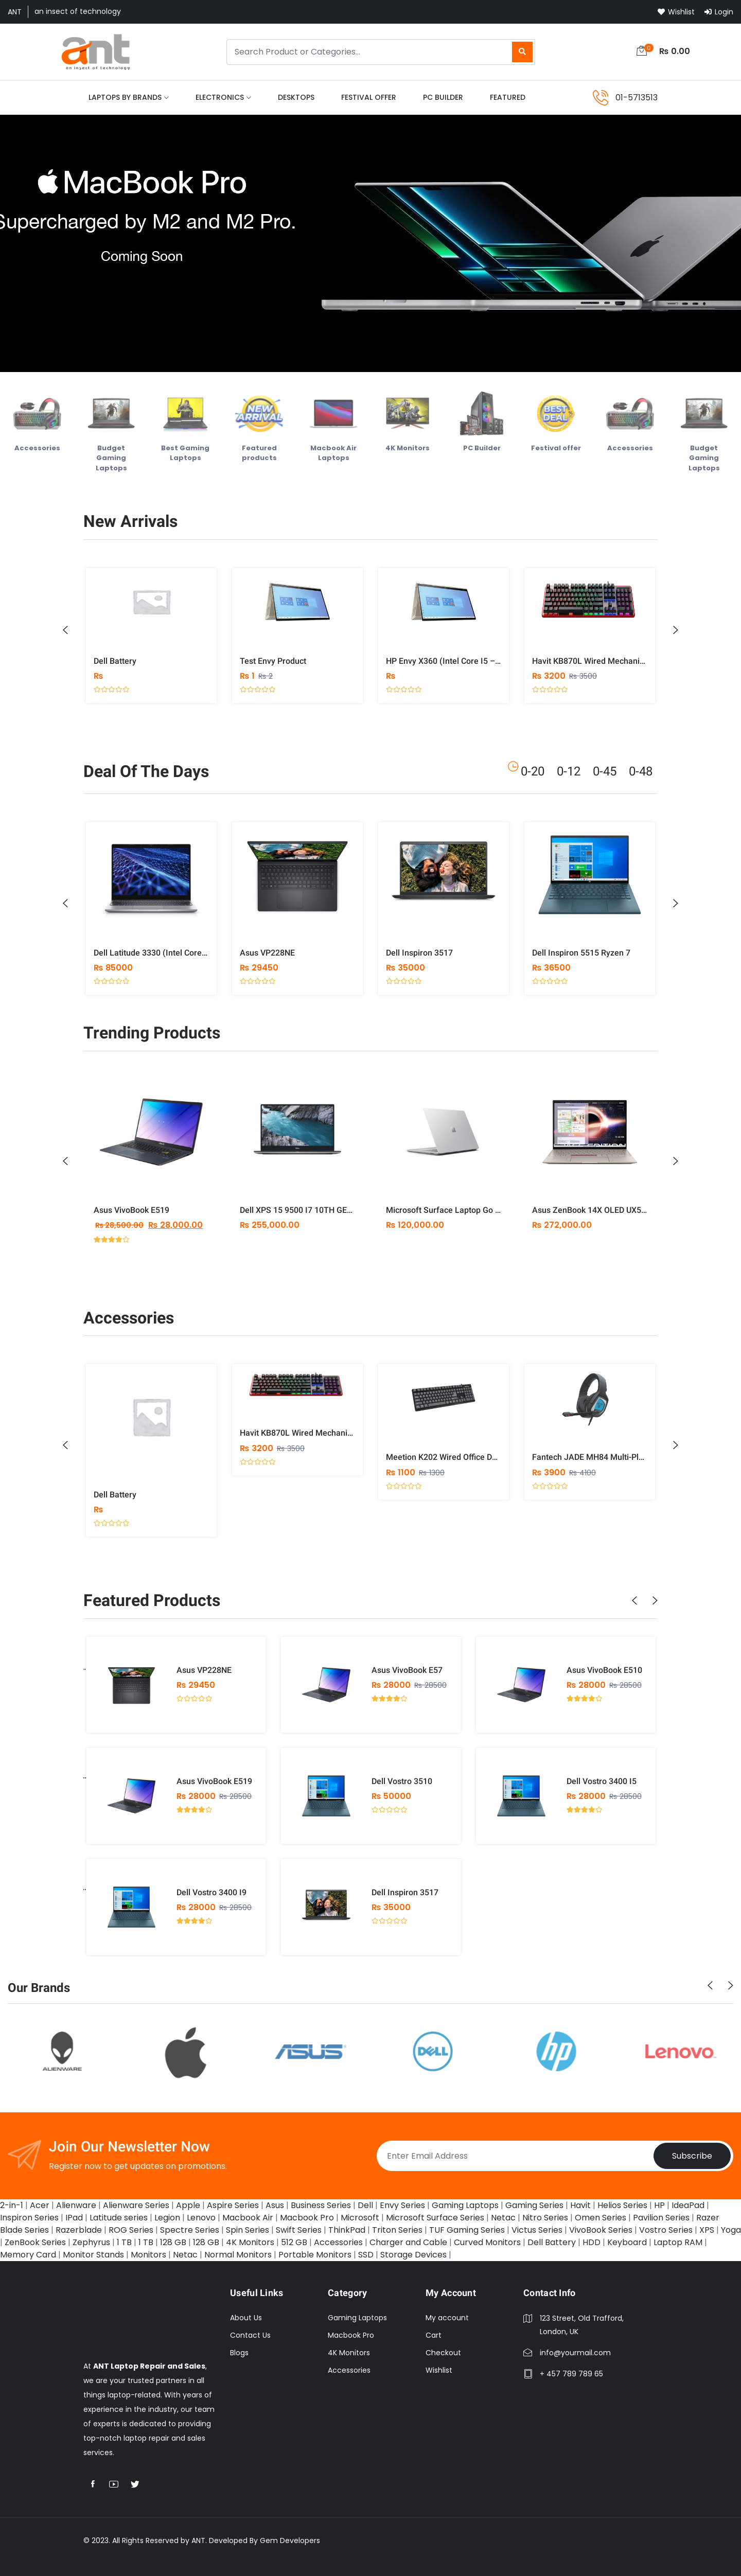 ANT
an insect of technology
Wishlist
Login
ant
an insect of technology
Search Product or Categories...
0
Rs 0.00
LAPTOPS BY BRANDS
ELECTRONICS
DESKTOPS
FESTIVAL OFFER
PC BUILDER
FEATURED
01-5713513
MacBook Pro
Supercharged by M2 and M2 Pro.
Coming Soon
NEW ARRIVAL
BEST DEAL
Accessories
Budget Gaming Laptops
Best Gaming Laptops
Featured products
Macbook Air Laptops
4K Monitors
PC Builder
Festival offer
Accessories
Budget Gaming Laptops
New Arrivals
Dell Battery
Rs
Test Envy Product
Rs 1 Rs 2
HP Envy X360 (Intel Core I5 –...
Rs
Havit KB870L Wired Mechani...
Rs 3200 Rs 3500
Deal Of The Days
0-20 0-12 0-45 0-48
Dell Latitude 3330 (Intel Core...
Rs 85000
Asus VP228NE
Rs 29450
Dell Inspiron 3517
Rs 35000
Dell Inspiron 5515 Ryzen 7
Rs 36500
Trending Products
Asus VivoBook E519
Rs 28,500.00 Rs 28,000.00
Dell XPS 15 9500 I7 10TH GE...
Rs 255,000.00
Microsoft Surface Laptop Go ...
Rs 120,000.00
Asus ZenBook 14X OLED UX5...
Rs 272,000.00
Accessories
Dell Battery
Rs
Havit KB870L Wired Mechani...
Rs 3200 Rs 3500
Meetion K202 Wired Office D...
Rs 1100 Rs 1300
Fantech JADE MH84 Multi-Pl...
Rs 3900 Rs 4100
Featured Products
Asus VP228NE
Rs 29450
Asus VivoBook E57
Rs 28000 Rs 28500
Asus VivoBook E510
Rs 28000 Rs 28500
Asus VivoBook E519
Rs 28000 Rs 28500
Dell Vostro 3510
Rs 50000
Dell Vostro 3400 I5
Rs 28000 Rs 28500
Dell Vostro 3400 I9
Rs 28000 Rs 28500
Dell Inspiron 3517
Rs 35000
Our Brands
ALIENWARE
ASUS
DELL
hp
Lenovo
Join Our Newsletter Now
Register now to get updates on promotions.
Enter Email Address
Subscribe
2-in-1 | Acer | Alienware | Alienware Series | Apple | Aspire Series | Asus | Business Series | Dell | Envy Series | Gaming Laptops | Gaming Series | Havit | Helios Series | HP | IdeaPad |
Inspiron Series | IPad | Latitude series | Legion | Lenovo | Macbook Air | Macbook Pro | Microsoft | Microsoft Surface Series | Netac | Nitro Series | Omen Series | Pavilion Series | Razer
Blade Series | Razerblade | ROG Series | Spectre Series | Spin Series | Swift Series | ThinkPad | Triton Series | TUF Gaming Series | Victus Series | VivoBook Series | Vostro Series | XPS | Yoga
| ZenBook Series | Zephyrus | 1 TB | 1 TB | 128 GB | 128 GB | 4K Monitors | 512 GB | Accessories | Charger and Cable | Curved Monitors | Dell Battery | HDD | Keyboard | Laptop RAM |
Memory Card | Monitor Stands | Monitors | Netac | Normal Monitors | Portable Monitors | SSD | Storage Devices |
At ANT Laptop Repair and Sales,
we are your trusted partners in all
things laptop-related. With years of
experience in the industry, our team
of experts is dedicated to providing
top-notch laptop repair and sales
services.
Useful Links
About Us
Contact Us
Blogs
Category
Gaming Laptops
Macbook Pro
4K Monitors
Accessories
My Account
My account
Cart
Checkout
Wishlist
Contact Info
123 Street, Old Trafford,
London, UK
info@yourmail.com
+ 457 789 789 65
© 2023. All Rights Reserved by ANT. Developed By Gem Developers